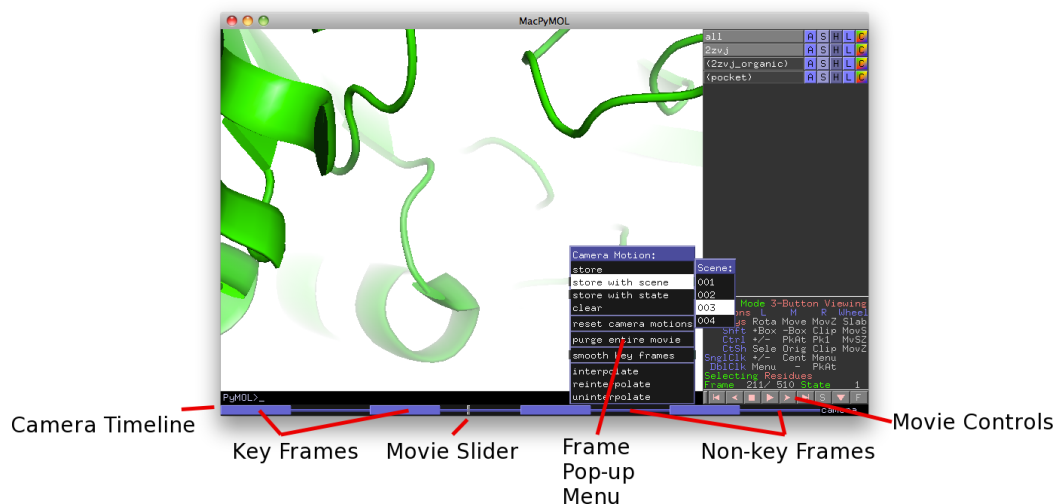 MacPyMOL
all A S H L C
2zvj A S H L C
(2zvj_organic) A S H L C
(pocket) A S H L C
Camera Motion:
store
store with scene
store with state
clear
reset camera motions
purge entire movie
smooth key frames
interpolate
reinterpolate
uninterpolate
Scene:
001
002
003
004
Mode 3-Button Viewing
L M R Wheel
Rota Move MovZ Slab
Shft +Box -Box Clip MovS
Ctrl +/- PkAt Pk1 MvSZ
CtSh Sele Orig Clip MovZ
SnglClk +/- Cent Menu
DblClk Menu - PkAt
Selecting Residues
Frame 211/ 510 State 1
S F
PyMOL>_
camera
Camera Timeline
Key Frames
Movie Slider
Frame
Pop-up
Menu
Non-key Frames
Movie Controls